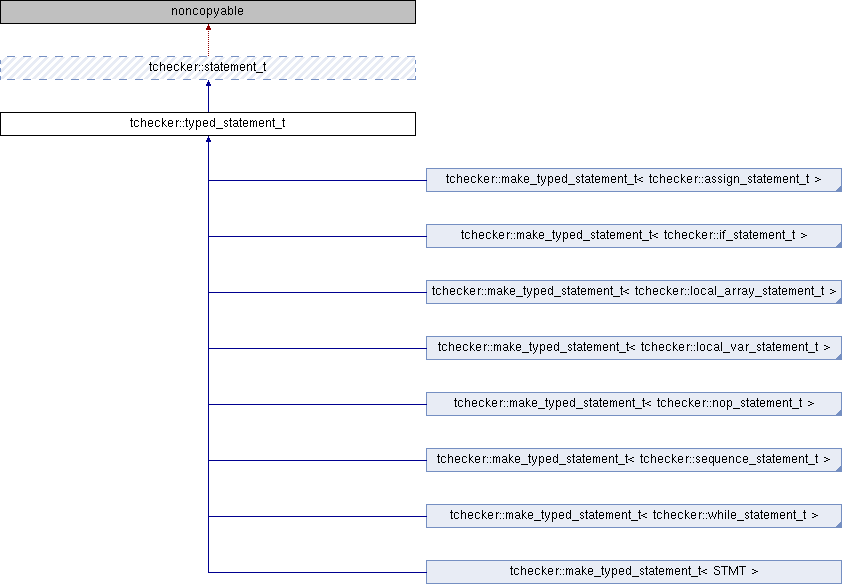 noncopyable
tchecker::statement_t
tchecker::typed_statement_t
tchecker::make_typed_statement_t< tchecker::assign_statement_t >
tchecker::make_typed_statement_t< tchecker::if_statement_t >
tchecker::make_typed_statement_t< tchecker::local_array_statement_t >
tchecker::make_typed_statement_t< tchecker::local_var_statement_t >
tchecker::make_typed_statement_t< tchecker::nop_statement_t >
tchecker::make_typed_statement_t< tchecker::sequence_statement_t >
tchecker::make_typed_statement_t< tchecker::while_statement_t >
tchecker::make_typed_statement_t< STMT >